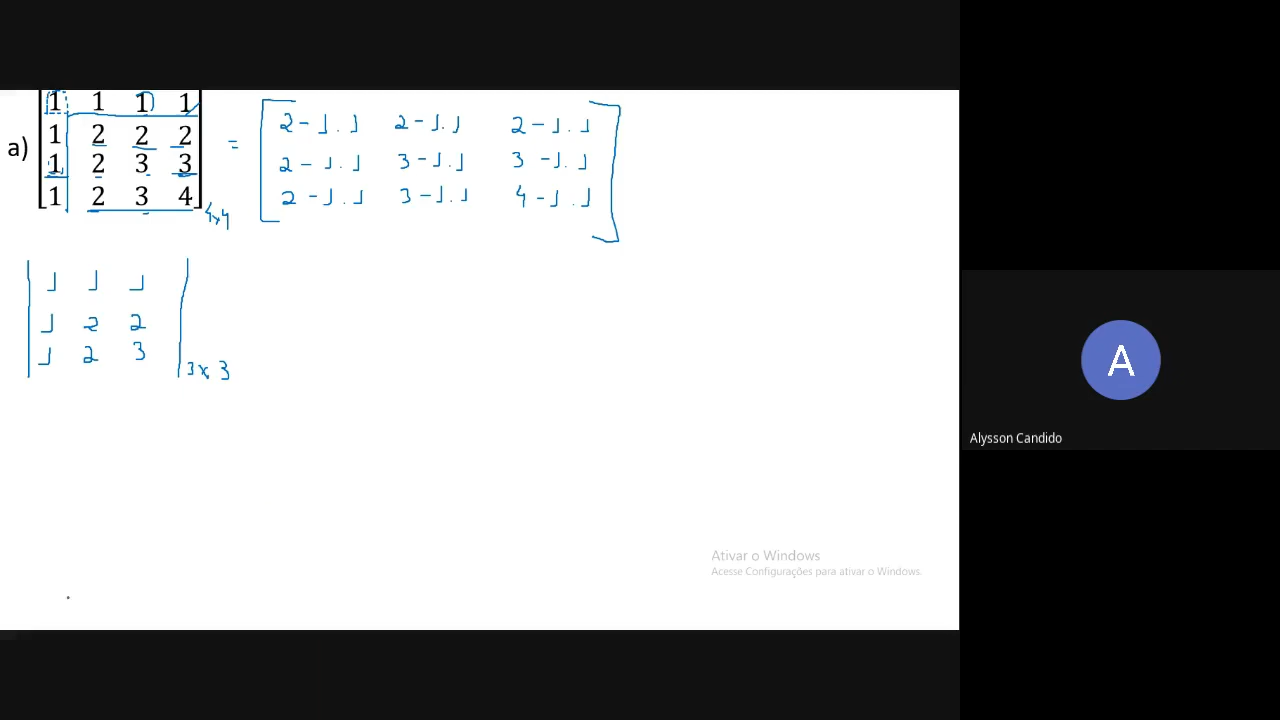 1 1 1 1
a) 1 2 2 2 = 2-1.1 2-1.1 2-1.1
1 2 3 3 2-1.1 3-1.1 3-1.1
1 2 3 4 4x4 2-1.1 3-1.1 4-1.1
1 1 1
1 2 2
1 2 3 3x3
Alysson Candido
A
Ativar o Windows
Acesse Configurações para ativar o Windows.